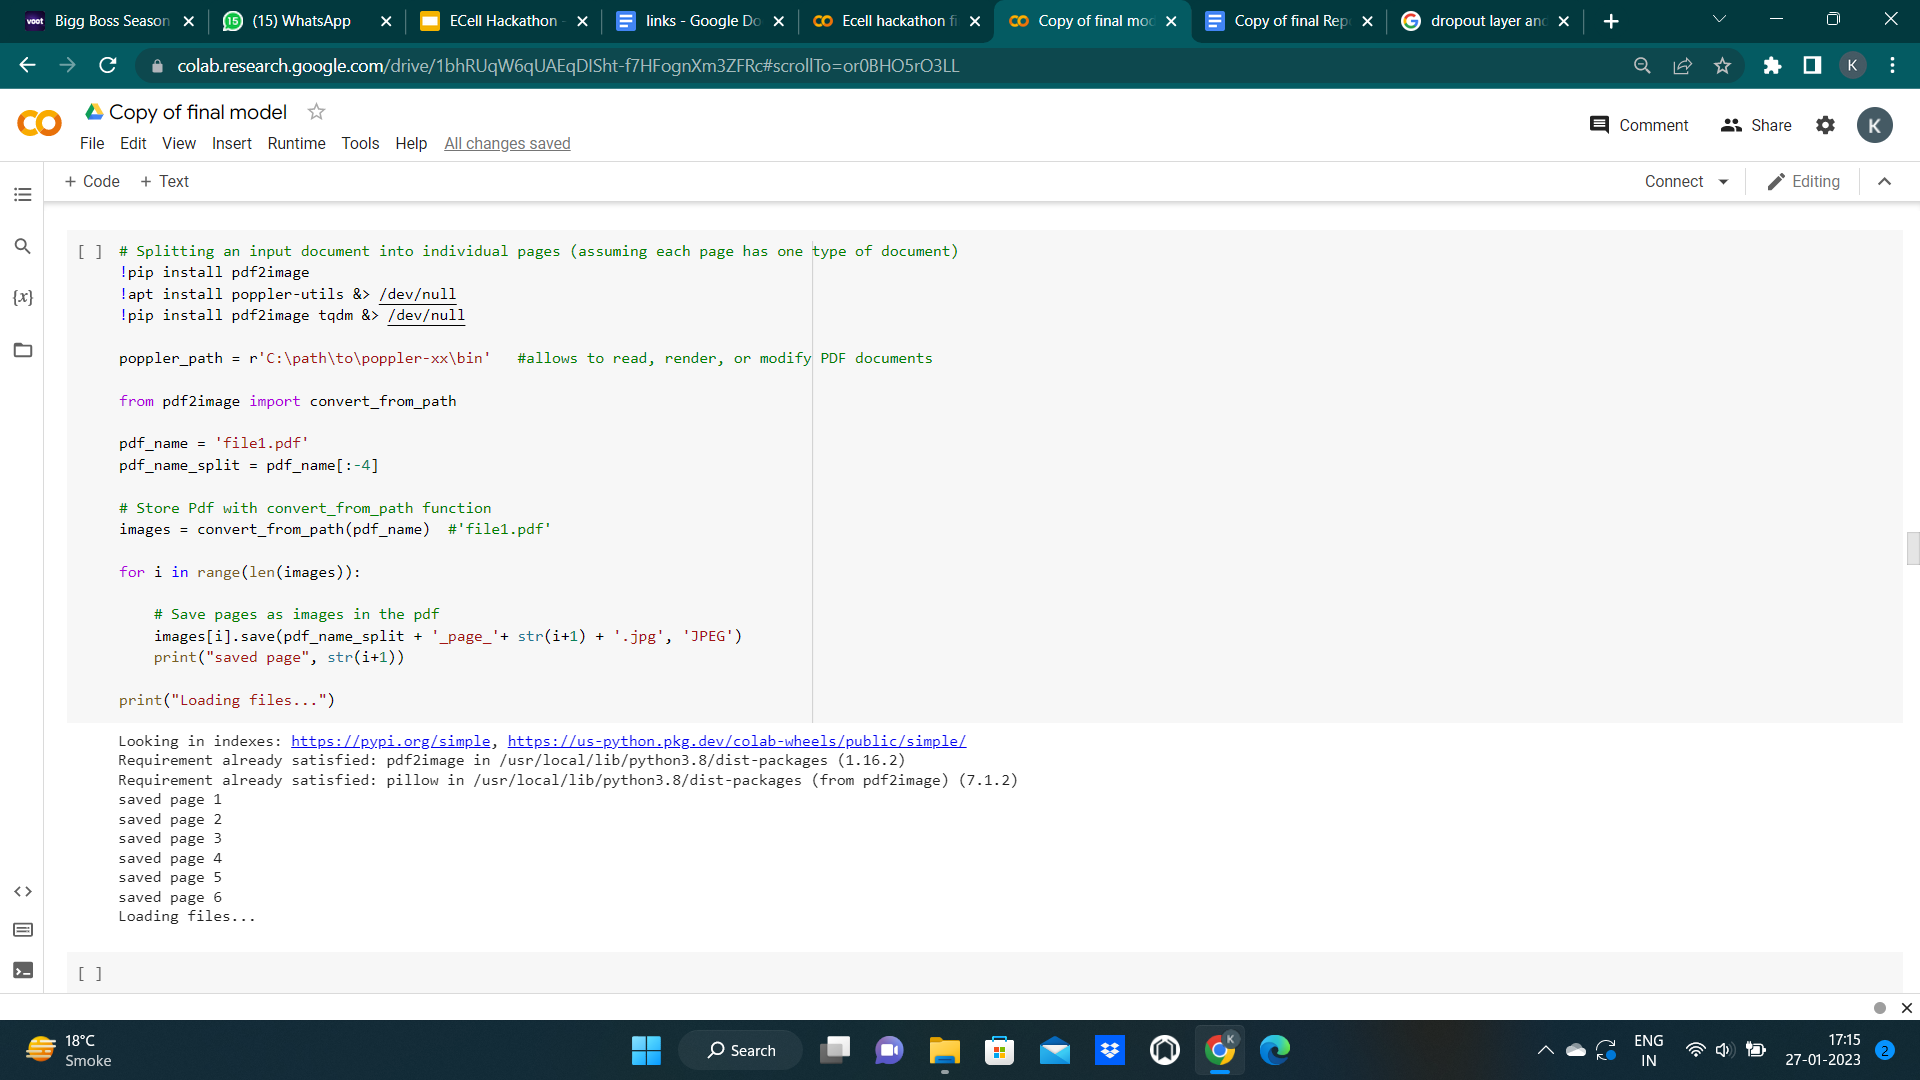 voot Bigg Boss Season
15 (15) WhatsApp
ECell Hackathon
links - Google Do
Ecell hackathon fi
Copy of final mod
Copy of final Rep
dropout layer and
colab.research.google.com/drive/1bhRUqW6qUAEqDISht-f7HFognXm3ZFRc#scrollTo=or0BHO5rO3LL
K
Copy of final model
Comment
Share
K
File Edit View Insert Runtime Tools Help All changes saved
+ Code + Text
Connect
Editing
{x}
[ ] # Splitting an input document into individual pages (assuming each page has one type of document)
!pip install pdf2image
!apt install poppler-utils &> /dev/null
!pip install pdf2image tqdm &> /dev/null
poppler_path = r'C:\path\to\poppler-xx\bin' #allows to read, render, or modify PDF documents
from pdf2image import convert_from_path
pdf_name = 'file1.pdf'
pdf_name_split = pdf_name[:-4]
# Store Pdf with convert_from_path function
images = convert_from_path(pdf_name) #'file1.pdf'
for i in range(len(images)):
# Save pages as images in the pdf
images[i].save(pdf_name_split + '_page_'+ str(i+1) + '.jpg', 'JPEG')
print("saved page", str(i+1))
print("Loading files...")
Looking in indexes: https://pypi.org/simple, https://us-python.pkg.dev/colab-wheels/public/simple/
Requirement already satisfied: pdf2image in /usr/local/lib/python3.8/dist-packages (1.16.2)
Requirement already satisfied: pillow in /usr/local/lib/python3.8/dist-packages (from pdf2image) (7.1.2)
saved page 1
saved page 2
saved page 3
saved page 4
saved page 5
saved page 6
Loading files...
[ ]
18°C
Smoke
Search
K
ENG
IN
17:15
27-01-2023
2